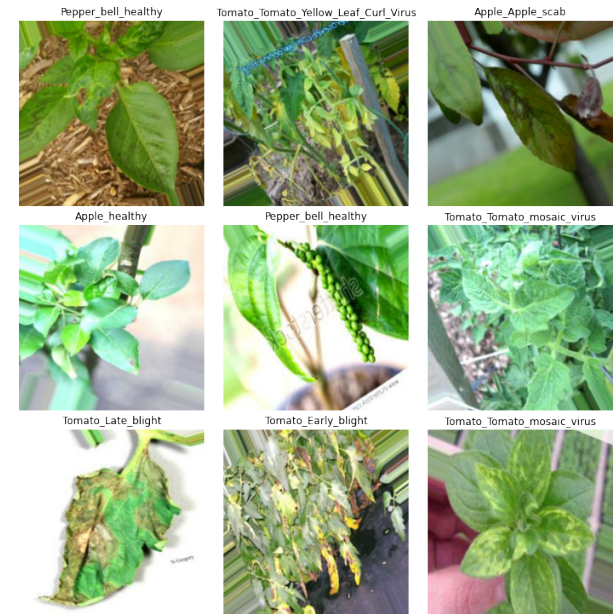 Pepper_bell_healthy
Tomato_Tomato_Yellow_Leaf_Curl_Virus
Apple_Apple_scab
Apple_healthy
Pepper_bell_healthy
Tomato_Tomato_mosaic_virus
Tomato_Late_blight
Tomato_Early_blight
Tomato_Tomato_mosaic_virus